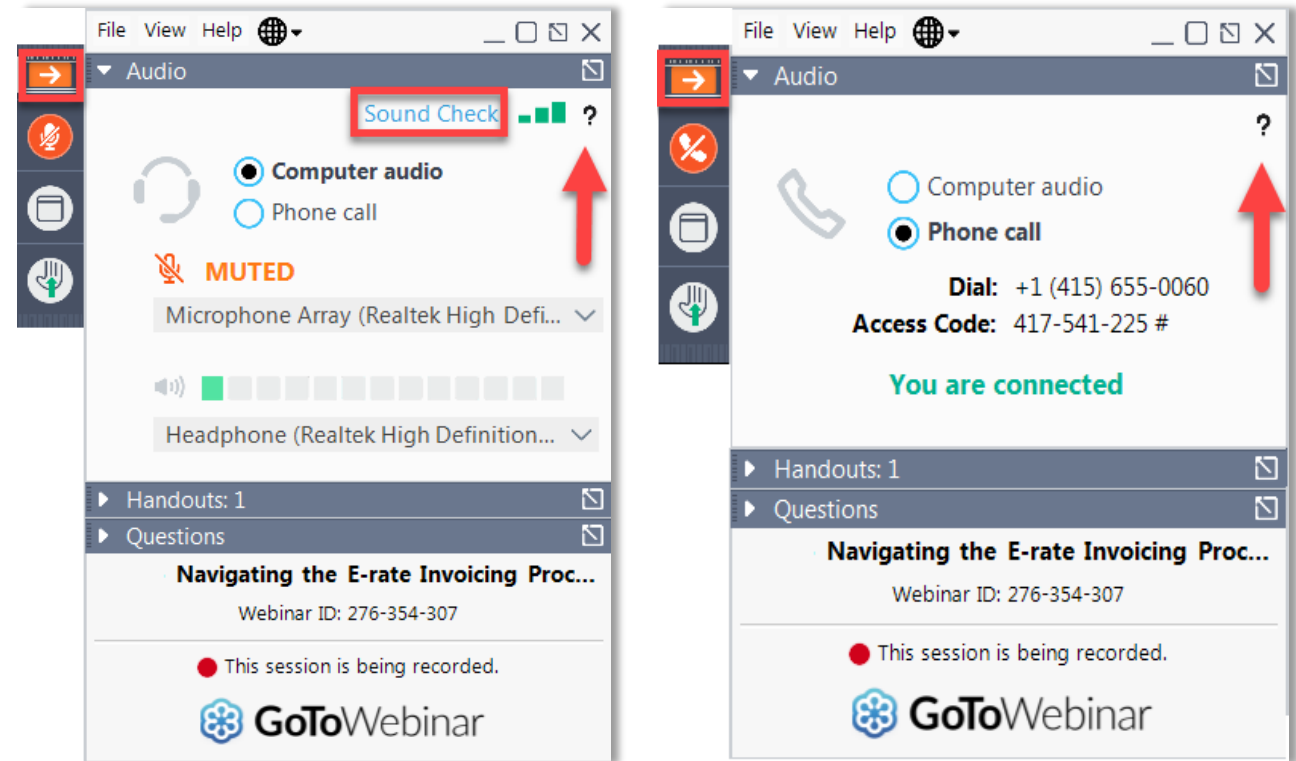 File View Help
Audio
Sound Check ?
Computer audio
Phone call
MUTED
Microphone Array (Realtek High Defi...
Headphone (Realtek High Definition...
Handouts: 1
Questions
Navigating the E-rate Invoicing Proc...
Webinar ID: 276-354-307
This session is being recorded.
GoToWebinar
File View Help
Audio
?
Computer audio
Phone call
Dial: +1 (415) 655-0060
Access Code: 417-541-225 #
You are connected
Handouts: 1
Questions
Navigating the E-rate Invoicing Proc...
Webinar ID: 276-354-307
This session is being recorded.
GoToWebinar